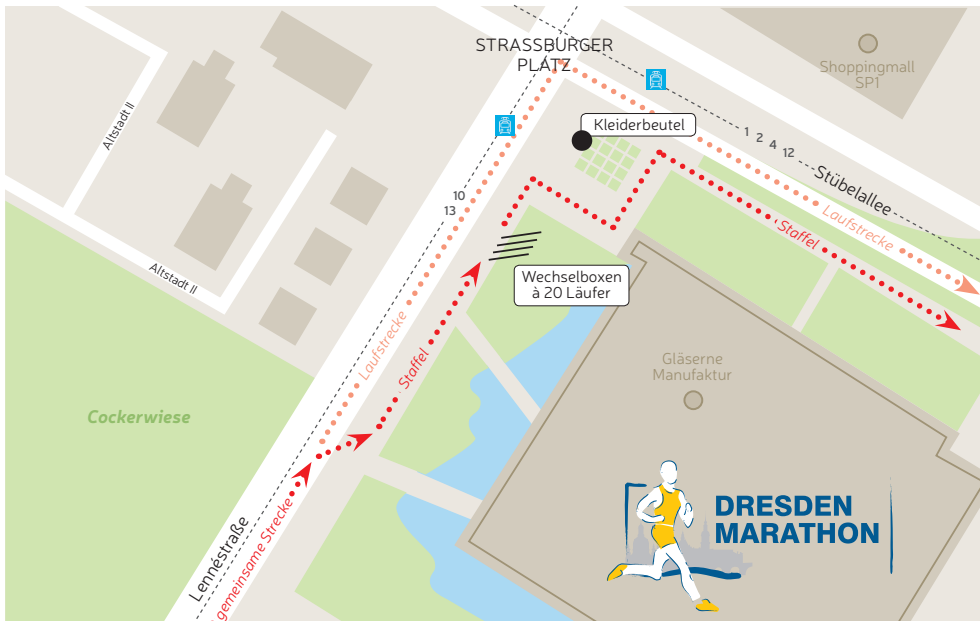 STRASSBURGER
PLATZ
Shoppingmall
SP1
Altstadt II
Kleiderbeutel
1 2 4 12
Stübelallee
10
13
Laufstrecke
Staffel
Altstadt II
Wechselboxen
à 20 Läufer
Laufstrecke
Staffel
Gläserne
Manufaktur
Cockerwiese
Lennéstraße
gemeinsame Strecke
DRESDEN
MARATHON